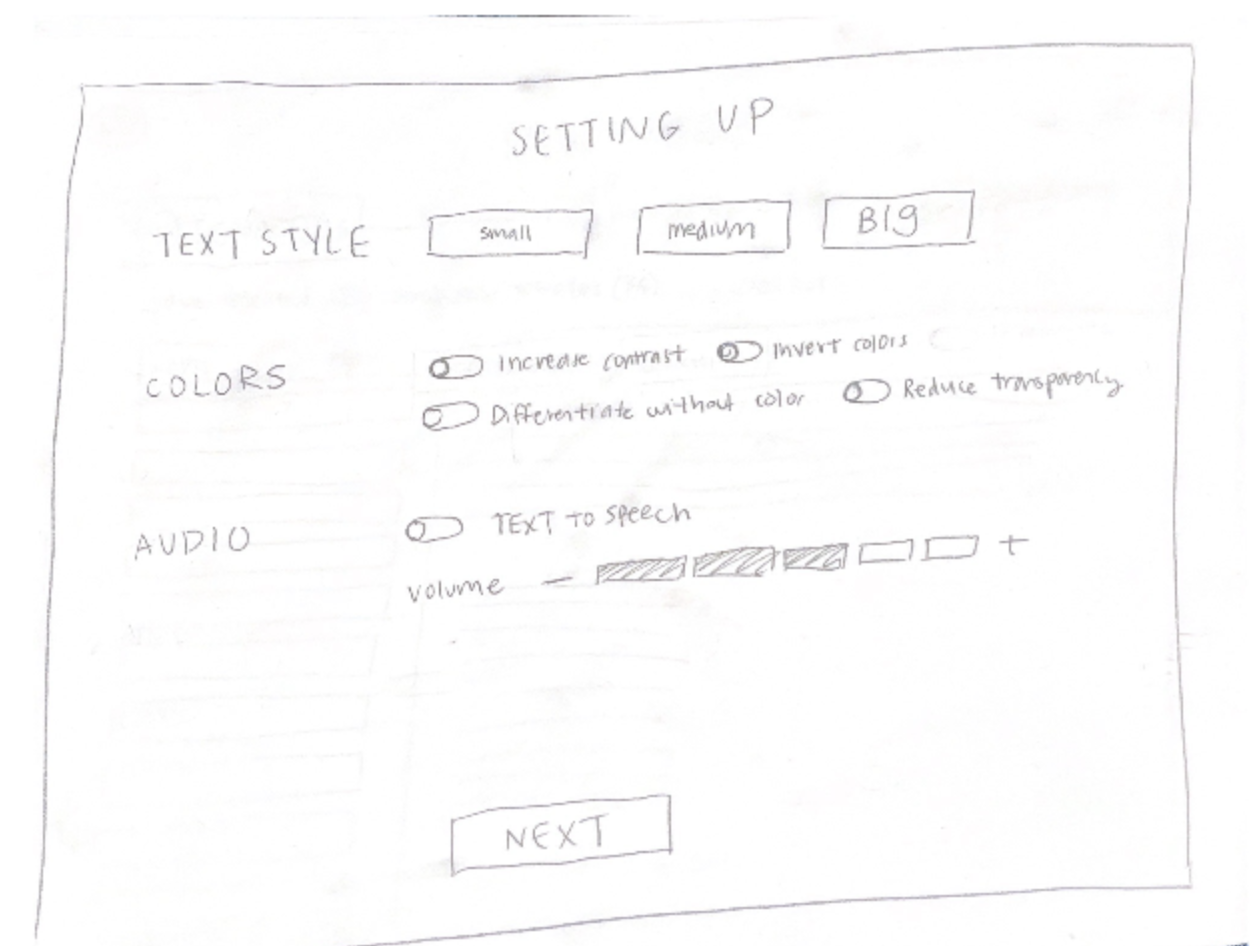 SETTING UP
TEXT STYLE small medium BIg
COLORS
Increase contrast Invert colors
Differentiate without color Reduce transparency
AUDIO
TEXT TO Speech
volume - +
NEXT